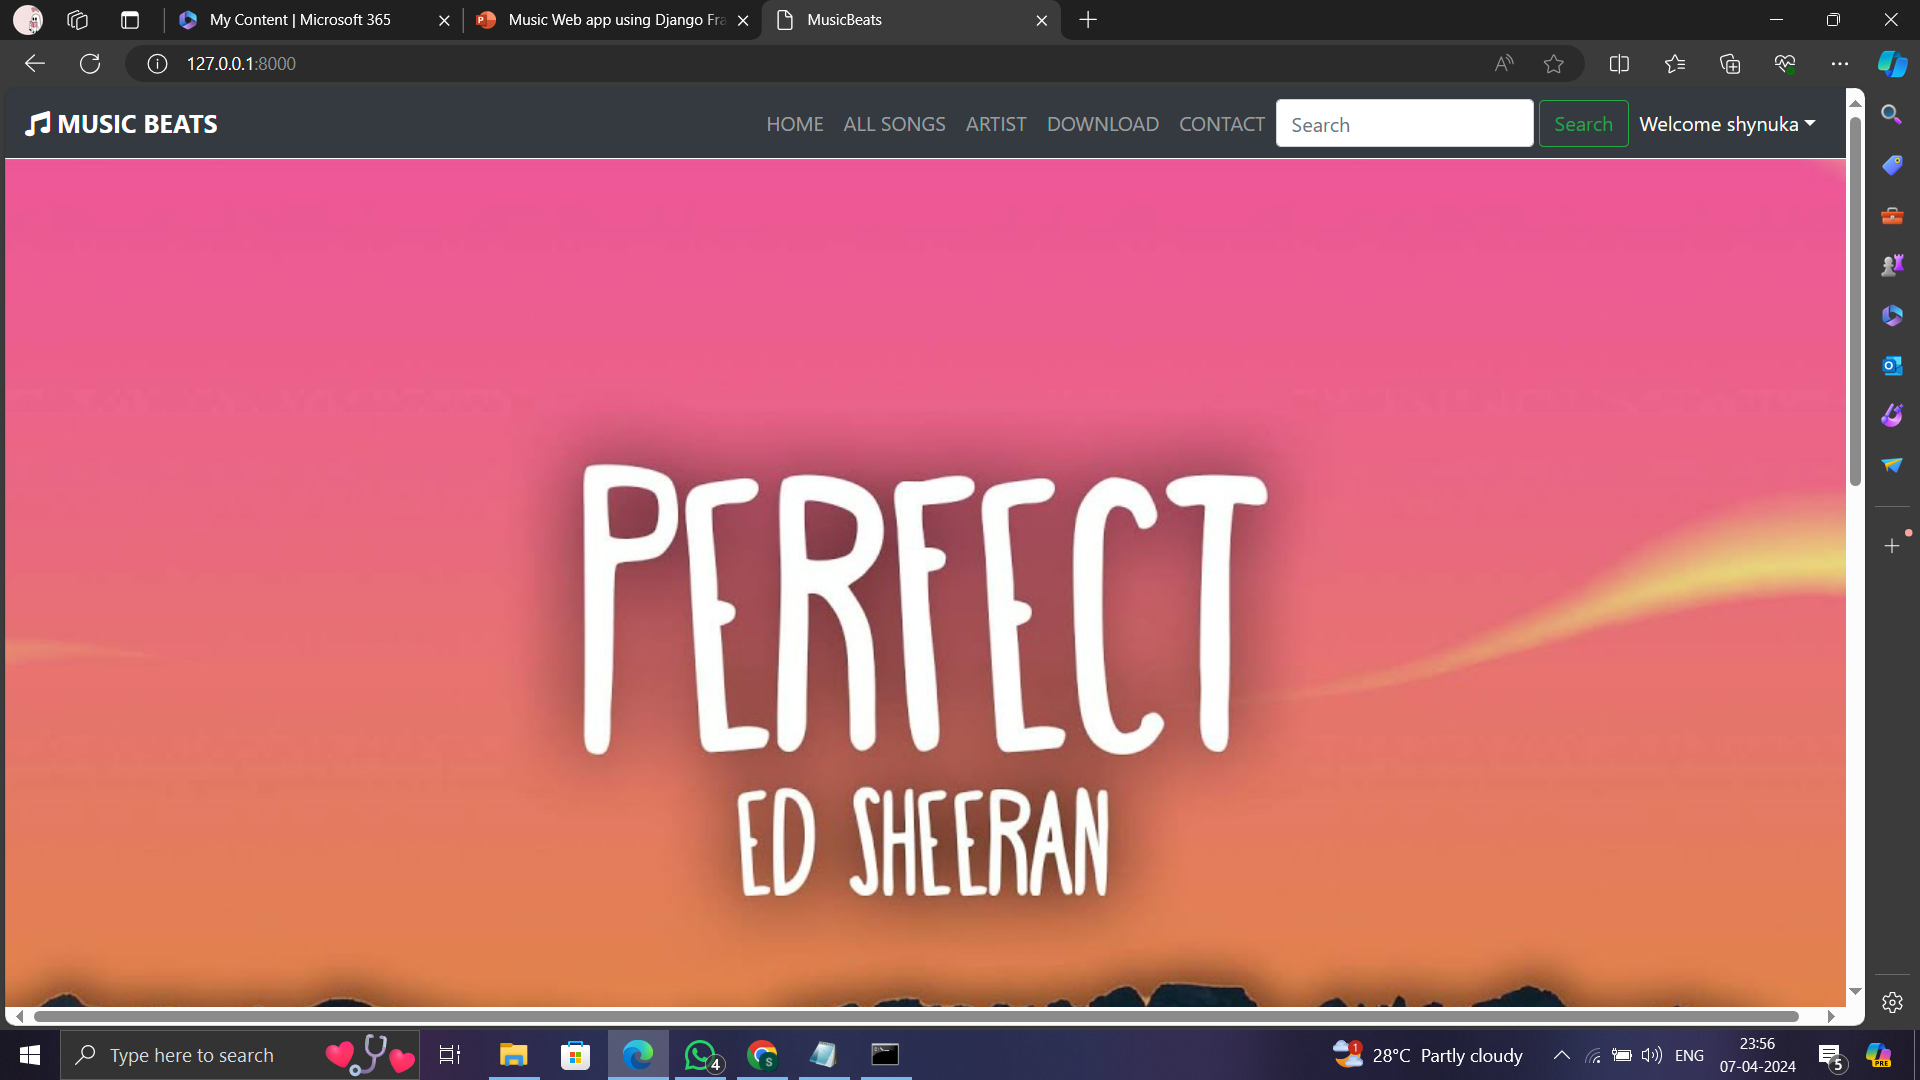 My Content | Microsoft 365
Music Web app using Django Fra
MusicBeats
127.0.0.1:8000
MUSIC BEATS
HOME ALL SONGS ARTIST DOWNLOAD CONTACT Search Search Welcome shynuka
PERFECT
ED SHEERAN
Type here to search
4
S
1
28°C Partly cloudy
ENG
23:56
07-04-2024
5
PRE